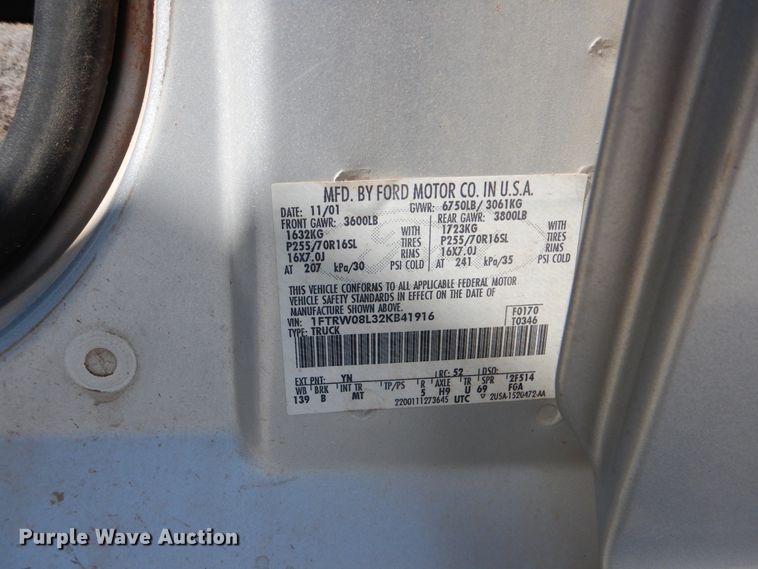 MFD. BY FORD MOTOR CO. IN U.S.A.
DATE: 11/01 GVWR: 6750LB/ 3061KG
FRONT GAWR: 3600LB REAR GAWR: 3800LB
1632KG WITH 1723KG WITH
P255/70R16SL TIRES P255/70R16SL TIRES
16X7.0J RIMS 16X7.0J RIMS
AT 207 kPa/30 PSI COLD AT 241 kPa/35 PSI COLD
THIS VEHICLE CONFORMS TO ALL APPLICABLE FEDERAL MOTOR
VEHICLE SAFETY STANDARDS IN EFFECT ON THE DATE OF
MANUFACTURE SHOWN ABOVE.
VIN: 1FTRW08L32KB41916 F0170
TYPE: TRUCK T0346
EXT PNT: YN RC: 52 DSO:
WB BRK INT TR TP/PS R AXLE TR SPR 2F514
139 B MT 5 H9 U 69 FGA
2200111273645 UTC 2USA-1520472-AA
Purple Wave Auction